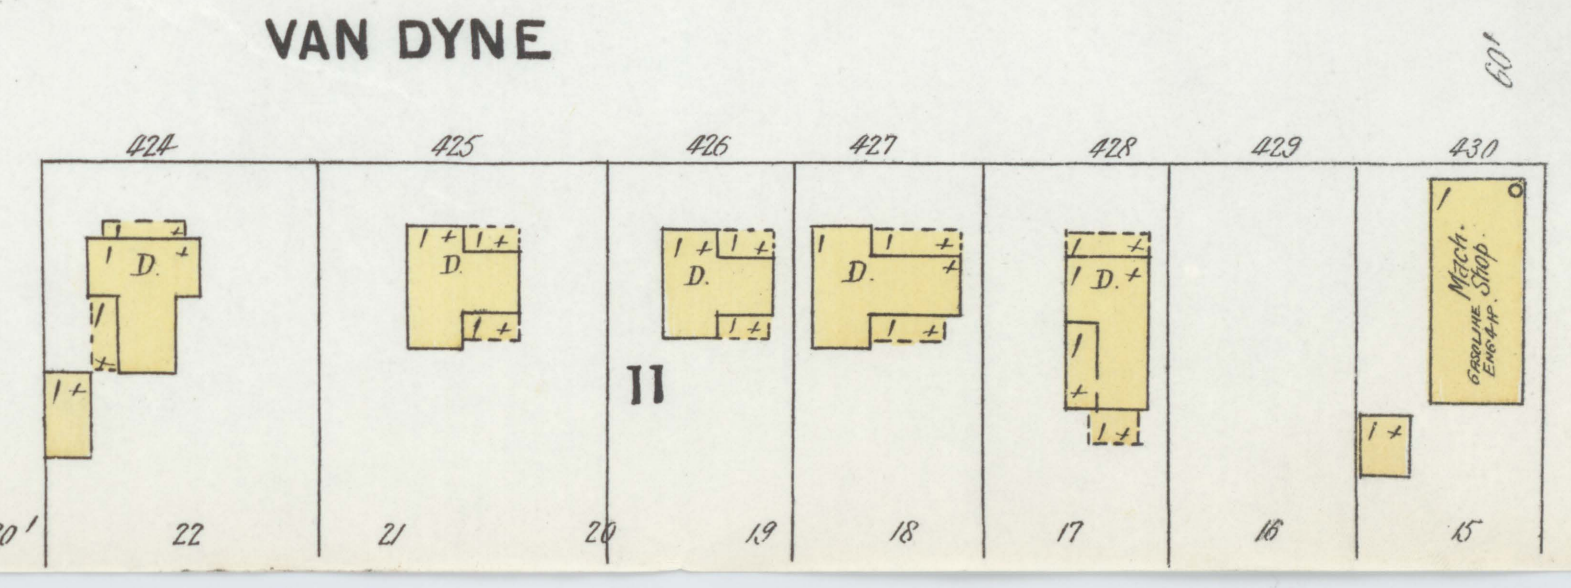 VAN DYNE
60'
424 425 426 427 428 429 430
1 +
1 + D.
1 +
1 +
1 + D.
1 +
1 +
1 + D.
1 +
1 +
1 + D.
1 +
1 +
1 +
1 D. +
1 +
1 +
1
Mach. Shop.
GASOLINE
ENG 4 HP.
1 +
11
0' 22 21 20 19 18 17 16 15